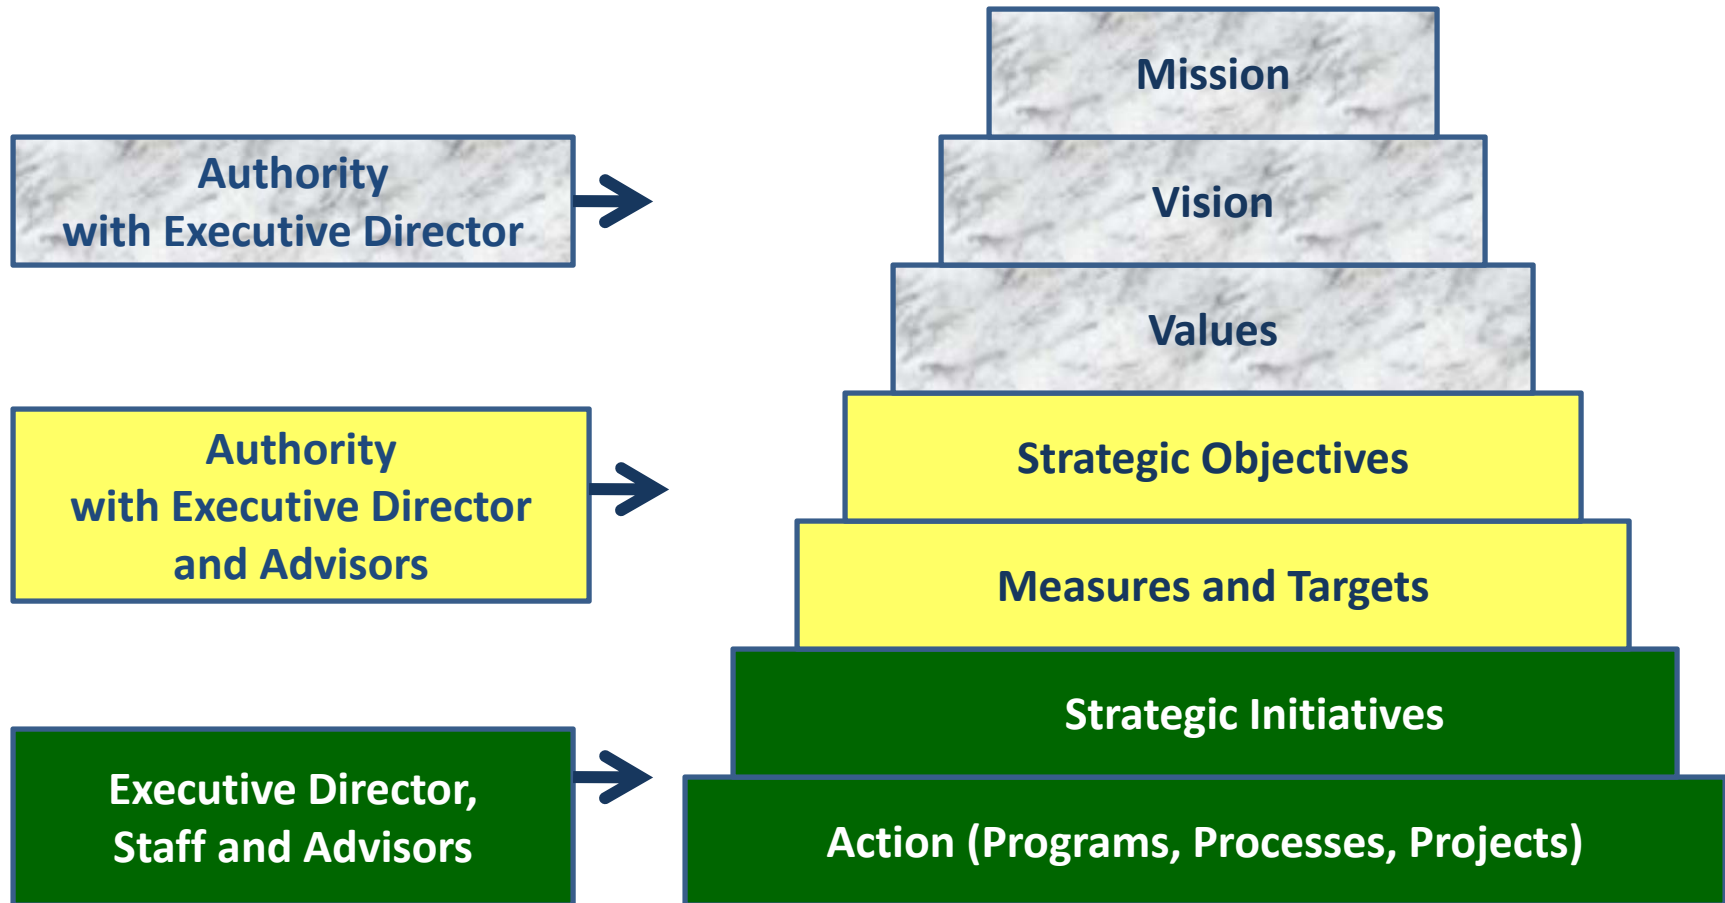 Mission
Authority
with Executive Director
Vision
Values
Authority
with Executive Director
and Advisors
Strategic Objectives
Measures and Targets
Strategic Initiatives
Executive Director,
Staff and Advisors
Action (Programs, Processes, Projects)